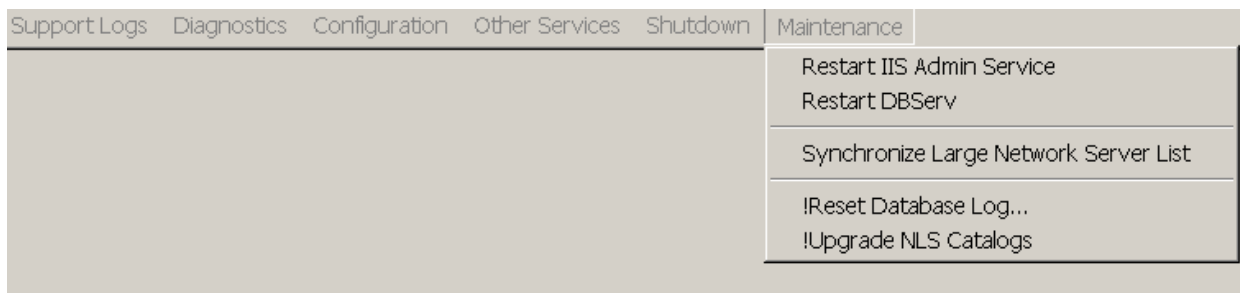 Support Logs Diagnostics Configuration Other Services Shutdown Maintenance
Restart IIS Admin Service
Restart DBServ
Synchronize Large Network Server List
!Reset Database Log...
!Upgrade NLS Catalogs